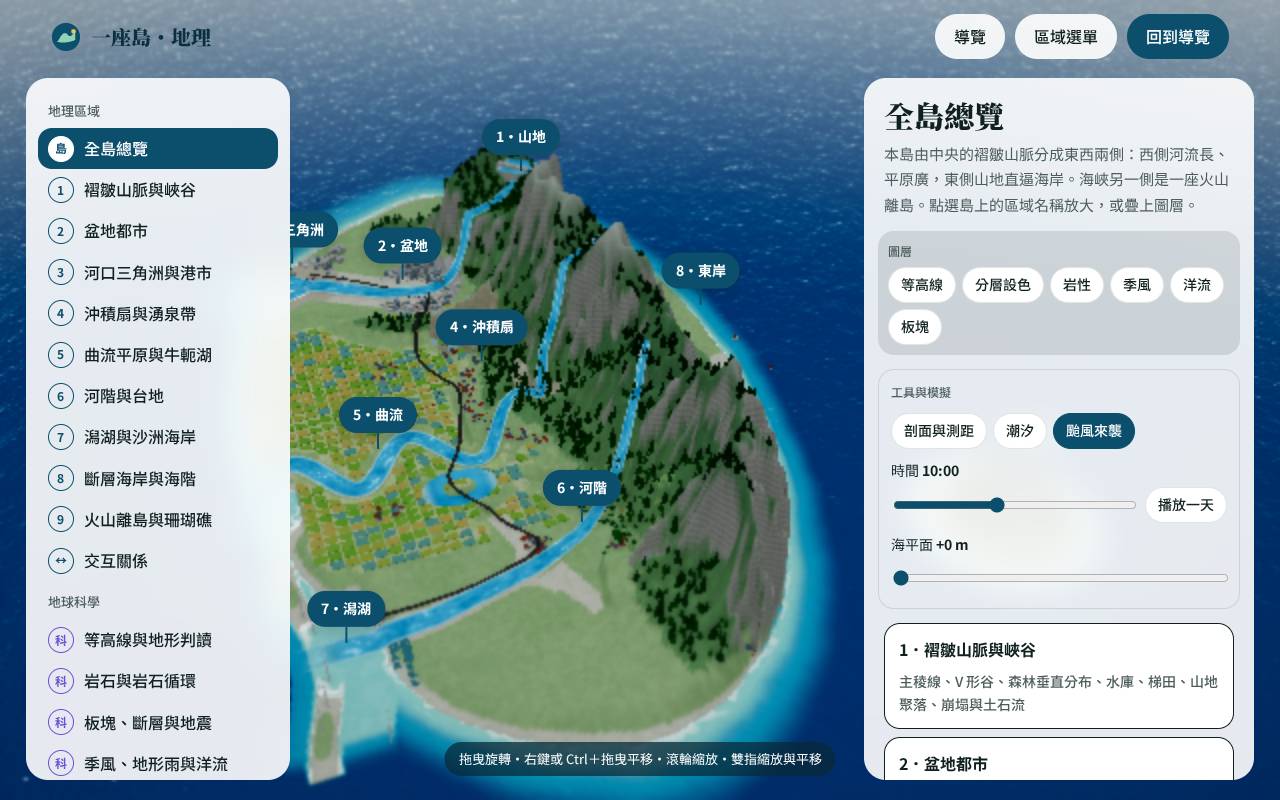 一座島・地理
導覽
區域選單
回到導覽
地理區域
島 全島總覽
1 褶皺山脈與峽谷
2 盆地都市
3 河口三角洲與港市
4 沖積扇與湧泉帶
5 曲流平原與牛軛湖
6 河階與台地
7 潟湖與沙洲海岸
8 斷層海岸與海階
9 火山離島與珊瑚礁
↔ 交互關係
地球科學
科 等高線與地形判讀
科 岩石與岩石循環
科 板塊、斷層與地震
科 季風、地形雨與洋流
1・山地
三角洲
2・盆地
8・東岸
4・沖積扇
5・曲流
6・河階
7・潟湖
拖曳旋轉・右鍵或 Ctrl＋拖曳平移・滾輪縮放・雙指縮放與平移
全島總覽
本島由中央的褶皺山脈分成東西兩側：西側河流長、
平原廣，東側山地直逼海岸。海峽另一側是一座火山
離島。點選島上的區域名稱放大，或疊上圖層。
圖層
等高線 分層設色 岩性 季風 洋流
板塊
工具與模擬
剖面與測距 潮汐 颱風來襲
時間 10:00
播放一天
海平面 +0 m
1・褶皺山脈與峽谷
主稜線、V 形谷、森林垂直分布、水庫、梯田、山地
聚落、崩塌與土石流
2・盆地都市